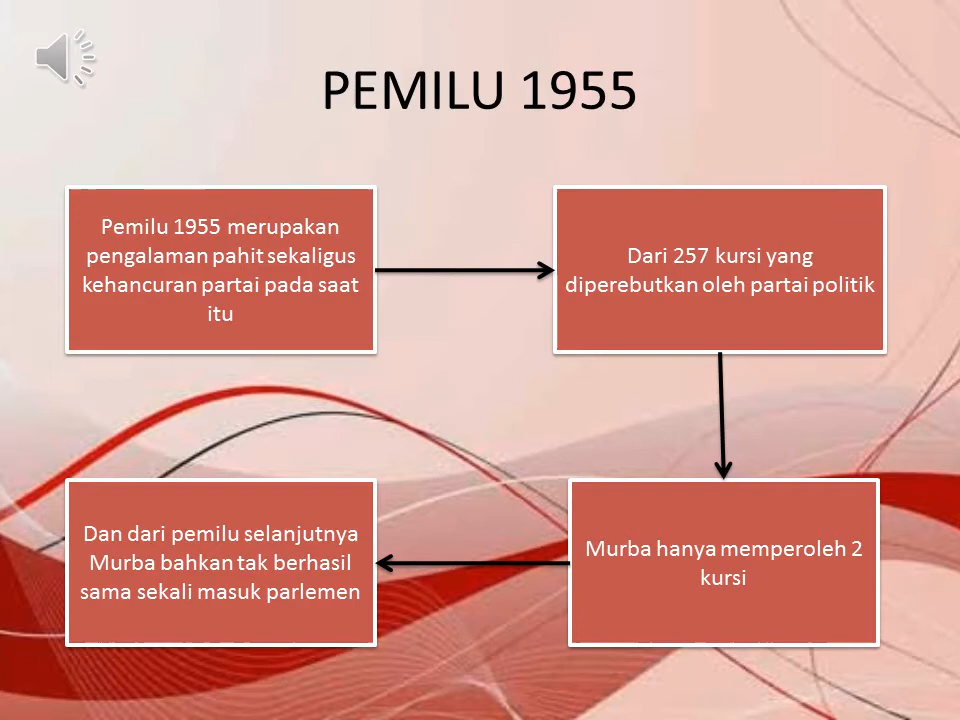 PEMILU 1955
Pemilu 1955 merupakan
pengalaman pahit sekaligus
kehancuran partai pada saat
itu
Dari 257 kursi yang
diperebutkan oleh partai politik
Murba hanya memperoleh 2
kursi
Dan dari pemilu selanjutnya
Murba bahkan tak berhasil
sama sekali masuk parlemen